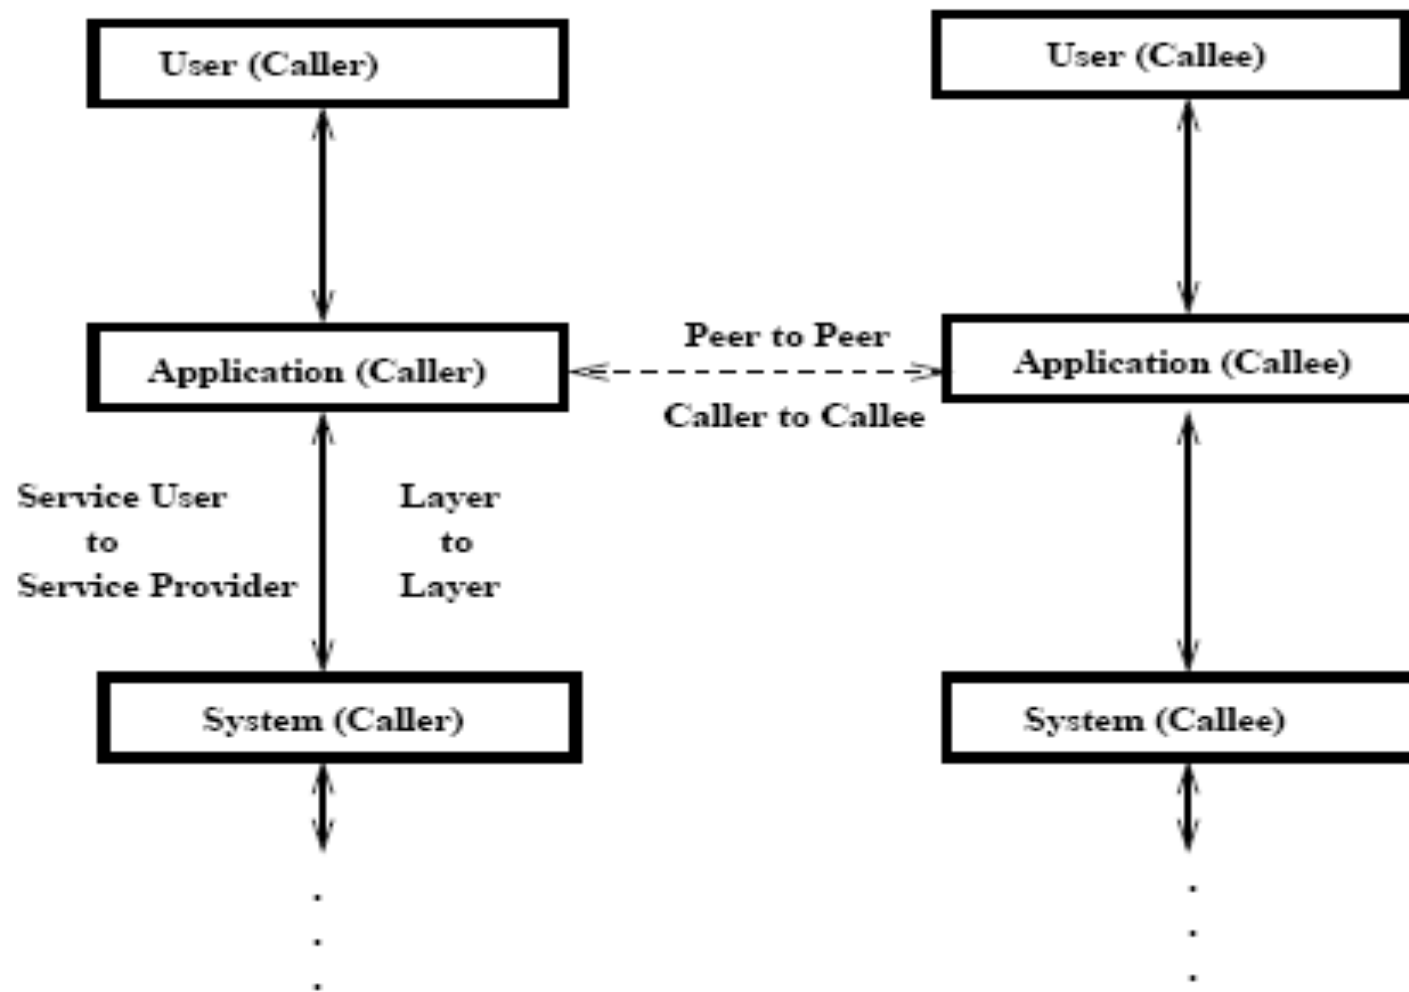 User (Caller)
User (Callee)
Peer to Peer
Application (Caller)
Application (Callee)
Caller to Callee
Service User
to
Service Provider
Layer
to
Layer
System (Caller)
System (Callee)